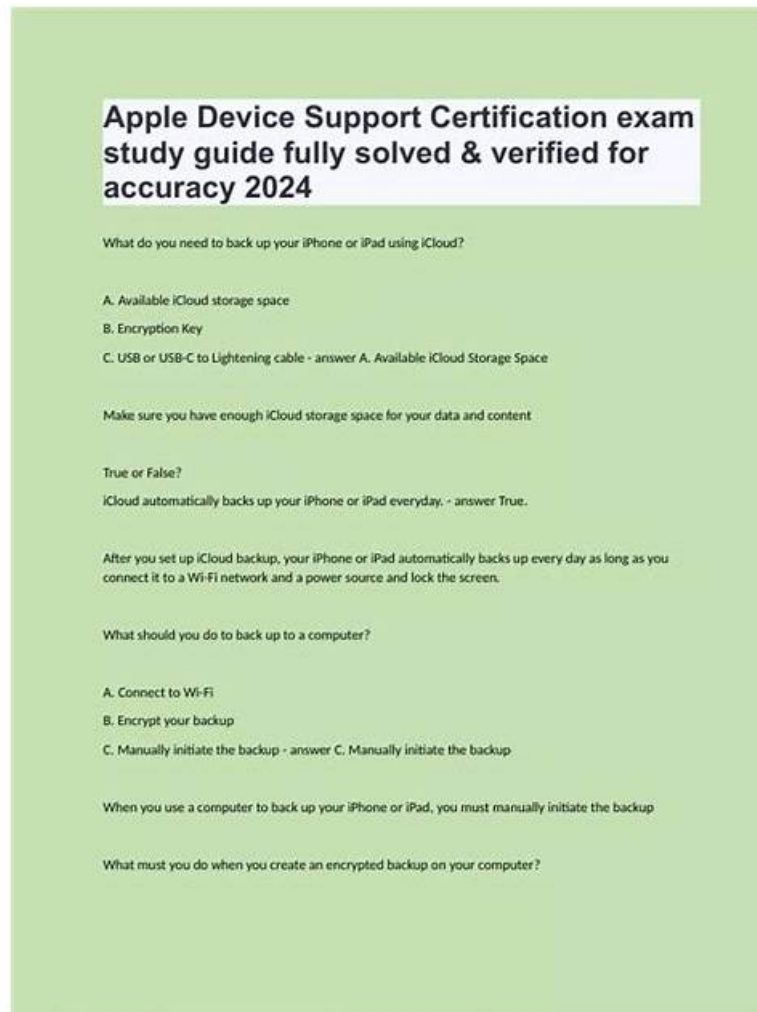 Apple Device Support Certification exam
study guide fully solved & verified for
accuracy 2024
What do you need to back up your iPhone or iPad using iCloud?
A. Available iCloud storage space
B. Encryption Key
C. USB or USB-C to Lightening cable - answer A. Available iCloud Storage Space
Make sure you have enough iCloud storage space for your data and content
True or False?
iCloud automatically backs up your iPhone or iPad everyday. - answer True.
After you set up iCloud backup, your iPhone or iPad automatically backs up every day as long as you
connect it to a Wi-Fi network and a power source and lock the screen.
What should you do to back up to a computer?
A. Connect to Wi-Fi
B. Encrypt your backup
C. Manually initiate the backup - answer C. Manually initiate the backup
When you use a computer to back up your iPhone or iPad, you must manually initiate the backup
What must you do when you create an encrypted backup on your computer?